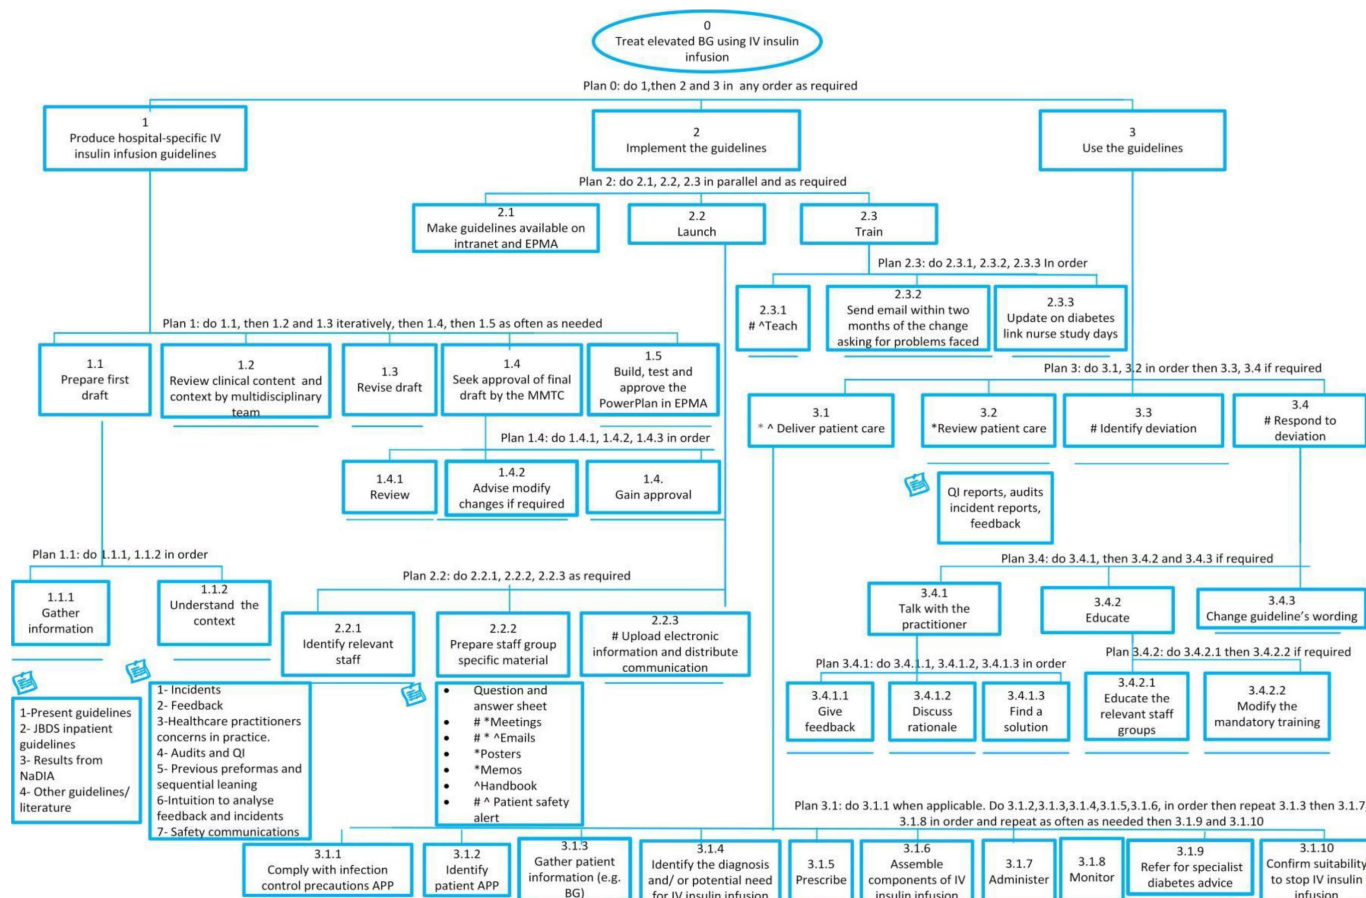 0
Treat elevated BG using IV insulin
infusion
Plan 0: do 1,then 2 and 3 in any order as required
1
Produce hospital-specific IV
insulin infusion guidelines
2
Implement the guidelines
3
Use the guidelines
Plan 2: do 2.1, 2.2, 2.3 in parallel and as required
2.1
Make guidelines available on
intranet and EPMA
2.2
Launch
2.3
Train
Plan 2.3: do 2.3.1, 2.3.2, 2.3.3 In order
2.3.1
# ^Teach
2.3.2
Send email within two
months of the change
asking for problems faced
2.3.3
Update on diabetes
link nurse study days
Plan 1: do 1.1, then 1.2 and 1.3 iteratively, then 1.4, then 1.5 as often as needed
1.1
Prepare first
draft
1.2
Review clinical content and
context by multidisciplinary
team
1.3
Revise draft
1.4
Seek approval of final
draft by the MMTC
1.5
Build, test and
approve the
PowerPlan in EPMA
Plan 3: do 3.1, 3.2 in order then 3.3, 3.4 if required
3.1
* ^ Deliver patient care
3.2
*Review patient care
3.3
# Identify deviation
3.4
# Respond to
deviation
Plan 1.4: do 1.4.1, 1.4.2, 1.4.3 in order
1.4.1
Review
1.4.2
Advise modify
changes if required
1.4.
Gain approval
QI reports, audits
incident reports,
feedback
Plan 1.1: do 1.1.1, 1.1.2 in order
1.1.1
Gather
information
1.1.2
Understand the
context
Plan 2.2: do 2.2.1, 2.2.2, 2.2.3 as required
2.2.1
Identify relevant
staff
2.2.2
Prepare staff group
specific material
2.2.3
# Upload electronic
information and distribute
communication
Plan 3.4: do 3.4.1, then 3.4.2 and 3.4.3 if required
3.4.1
Talk with the
practitioner
3.4.2
Educate
3.4.3
Change guideline's wording
Plan 3.4.1: do 3.4.1.1, 3.4.1.2, 3.4.1.3 in order
Plan 3.4.2: do 3.4.2.1 then 3.4.2.2 if required
3.4.1.1
Give
feedback
3.4.1.2
Discuss
rationale
3.4.1.3
Find a
solution
3.4.2.1
Educate the
relevant staff
groups
3.4.2.2
Modify the
mandatory training
1-Present guidelines
2- JBDS inpatient
guidelines
3- Results from
NaDIA
4- Other guidelines/
literature
1- Incidents
2- Feedback
3-Healthcare practitioners
concerns in practice.
4- Audits and QI
5- Previous preformas and
sequential leaning
6-Intuition to analyse
feedback and incidents
7- Safety communications
• Question and
answer sheet
• # *Meetings
• # * ^Emails
• *Posters
• *Memos
• ^Handbook
• # ^ Patient safety
alert
Plan 3.1: do 3.1.1 when applicable. Do 3.1.2,3.1.3,3.1.4,3.1.5,3.1.6, in order then repeat 3.1.3 then 3.1.7,
3.1.8 in order and repeat as often as needed then 3.1.9 and 3.1.10
3.1.1
Comply with infection
control precautions APP
3.1.2
Identify
patient APP
3.1.3
Gather patient
information (e.g.
BG)
3.1.4
Identify the diagnosis
and/ or potential need
for IV insulin infusion
3.1.5
Prescribe
3.1.6
Assemble
components of IV
insulin infusion
3.1.7
Administer
3.1.8
Monitor
3.1.9
Refer for specialist
diabetes advice
3.1.10
Confirm suitability
to stop IV insulin
infusion